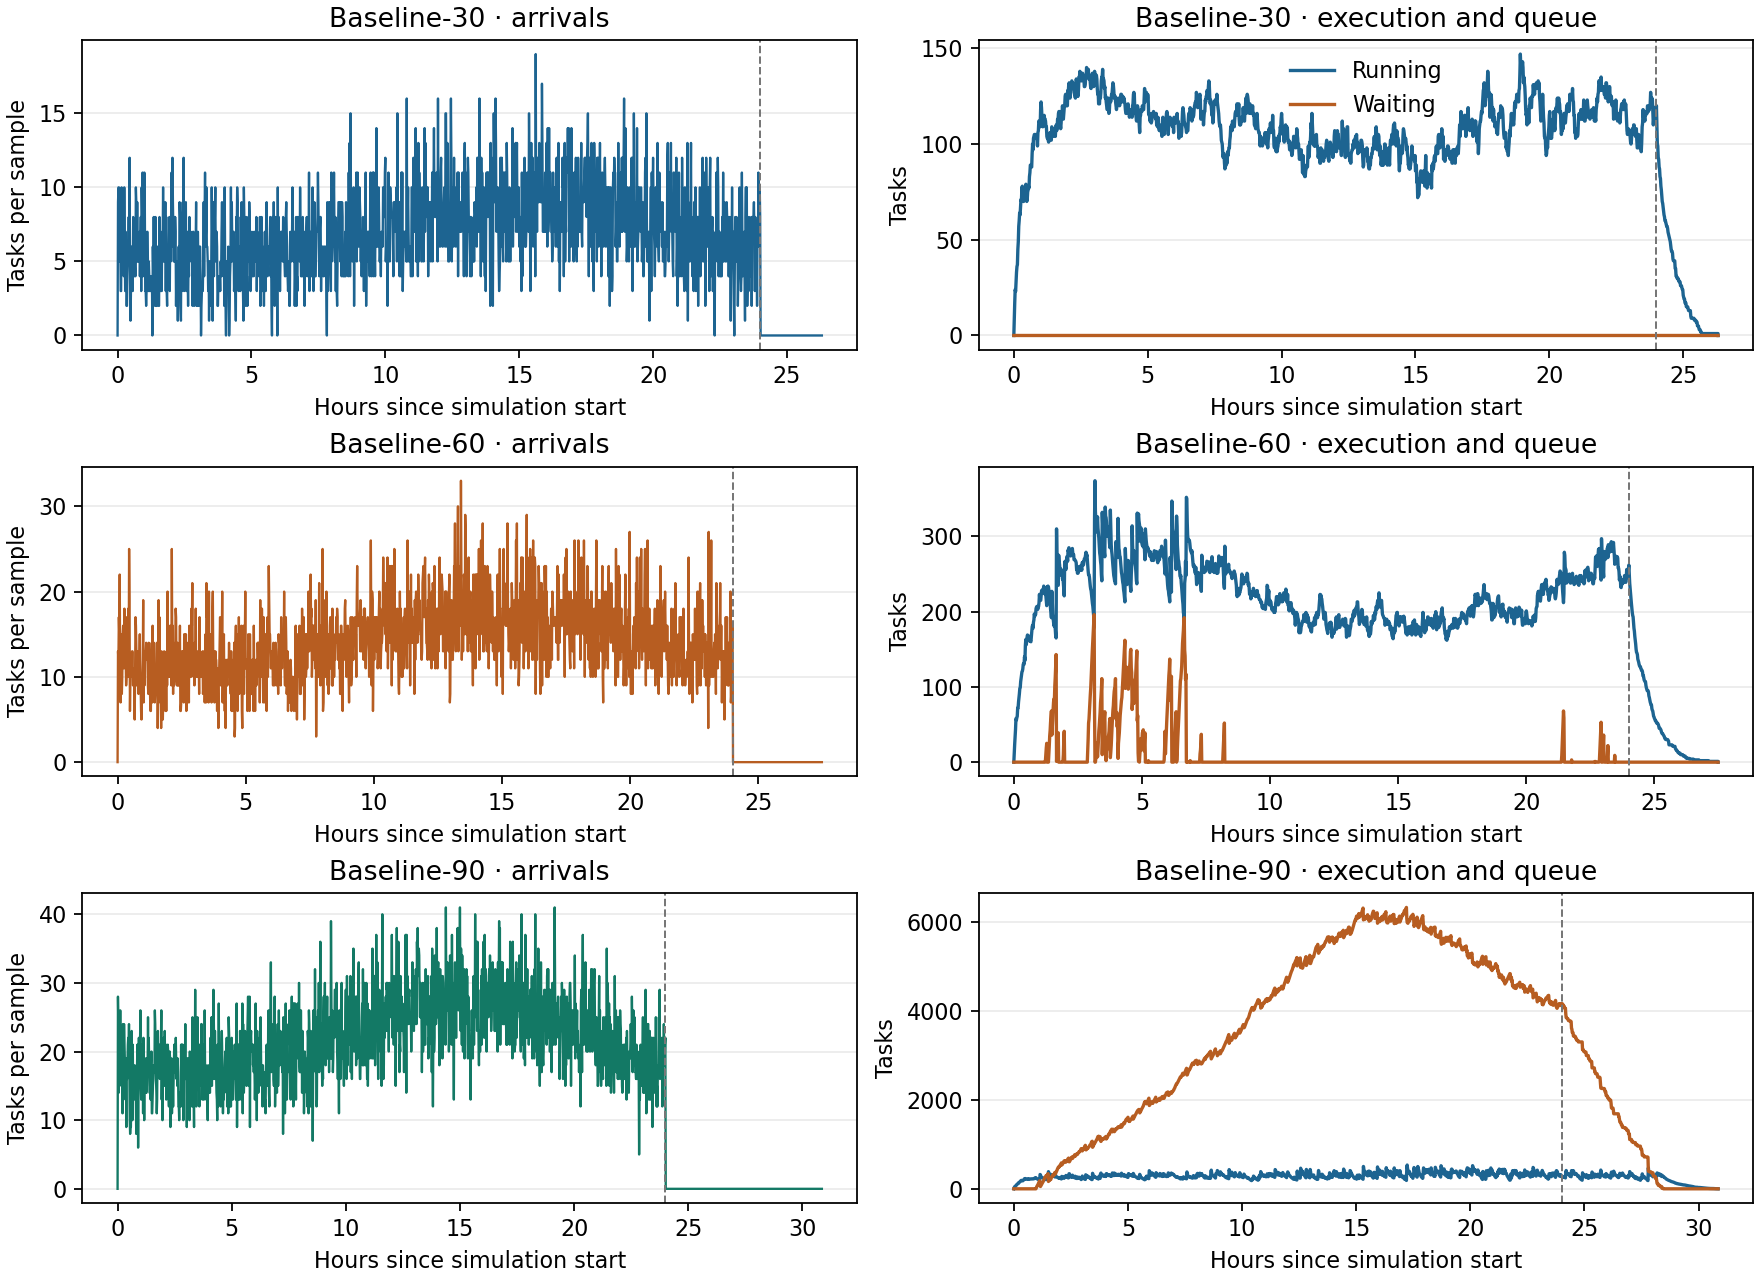 Baseline-30 · arrivals
Tasks per sample
15
10
5
0
0 5 10 15 20 25
Hours since simulation start
Baseline-30 · execution and queue
Running
Waiting
Tasks
150
100
50
0
0 5 10 15 20 25
Hours since simulation start
Baseline-60 · arrivals
Tasks per sample
30
20
10
0
0 5 10 15 20 25
Hours since simulation start
Baseline-60 · execution and queue
Tasks
300
200
100
0
0 5 10 15 20 25
Hours since simulation start
Baseline-90 · arrivals
Tasks per sample
40
30
20
10
0
0 5 10 15 20 25 30
Hours since simulation start
Baseline-90 · execution and queue
Tasks
6000
4000
2000
0
0 5 10 15 20 25 30
Hours since simulation start